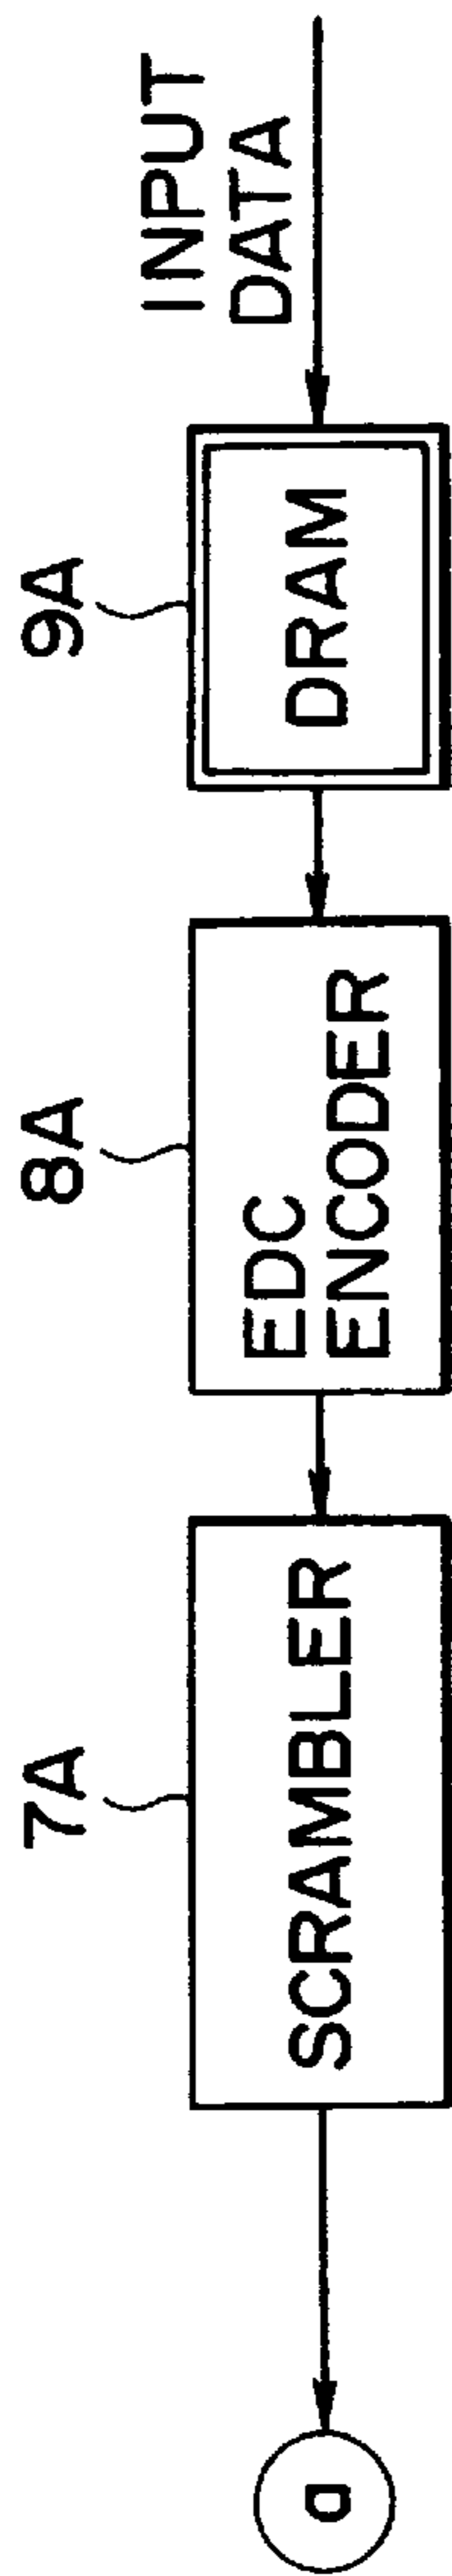 7A
SCRAMBLER
8A
EDC
ENCODER
9A
DRAM
INPUT
DATA
a